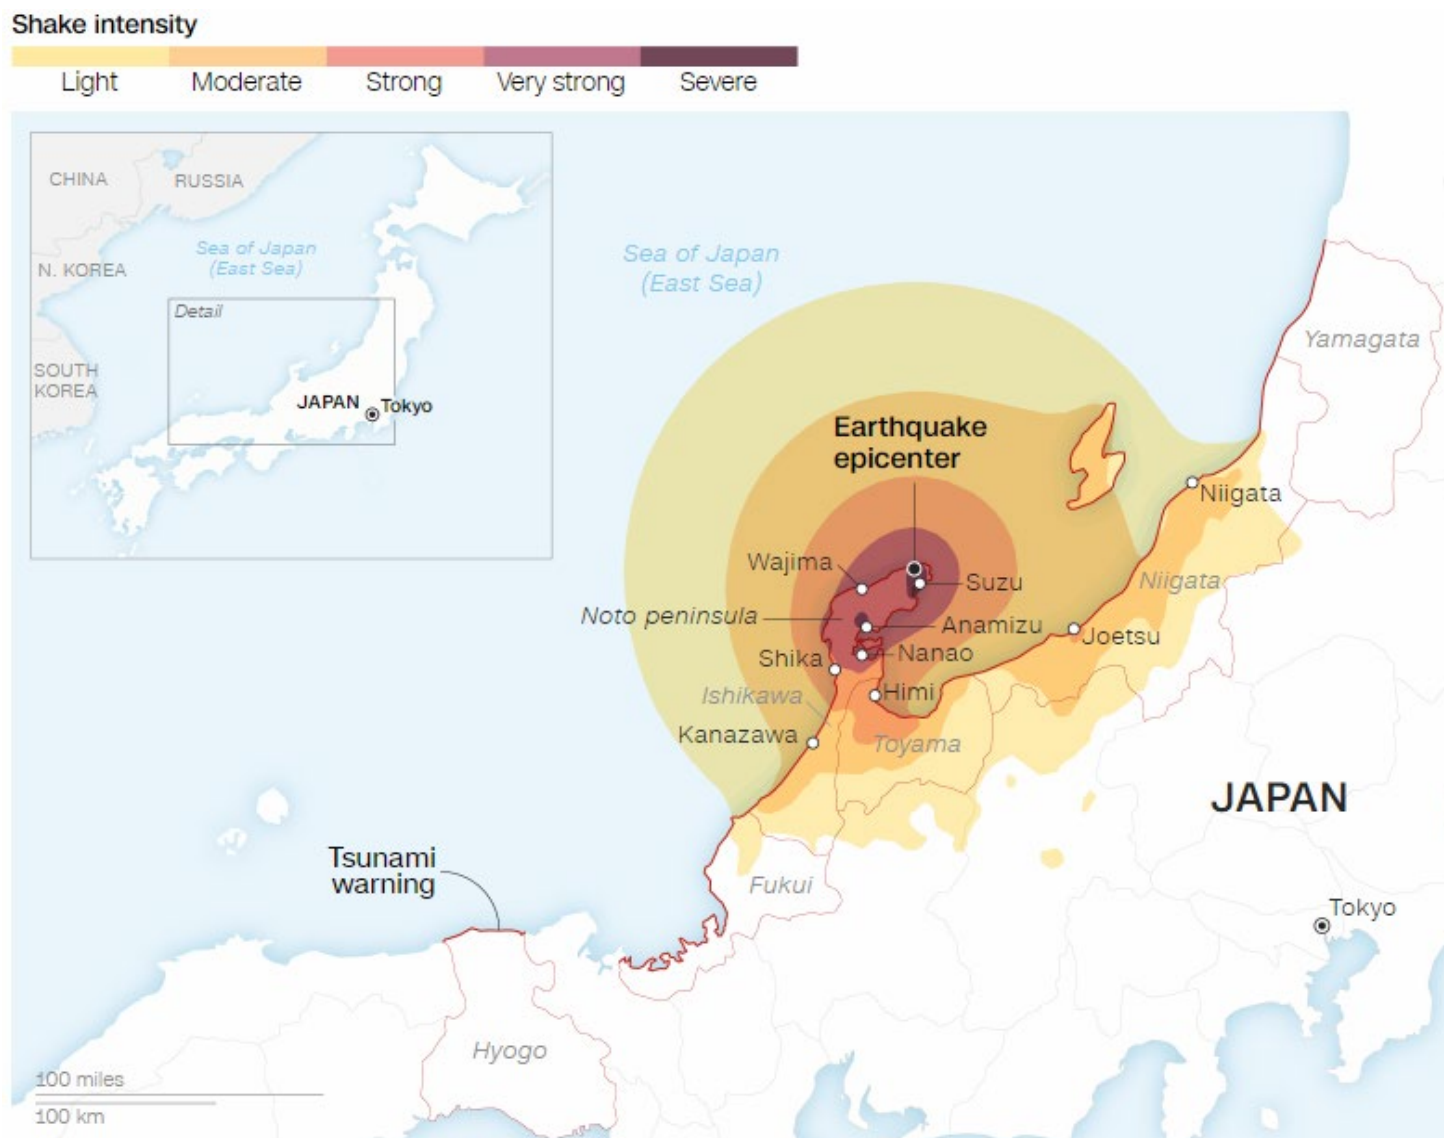 Shake intensity
Light
Moderate
Strong
Very strong
Severe
CHINA
RUSSIA
Sea of Japan
(East Sea)
N. KOREA
Detail
SOUTH
KOREA
JAPAN
Tokyo
Sea of Japan
(East Sea)
Yamagata
Earthquake
epicenter
Niigata
Wajima
Suzu
Niigata
Noto peninsula
Anamizu
Joetsu
Shika
Nanao
Ishikawa
Himi
Kanazawa
Toyama
JAPAN
Tsunami
warning
Fukui
Tokyo
Hyogo
100 miles
100 km